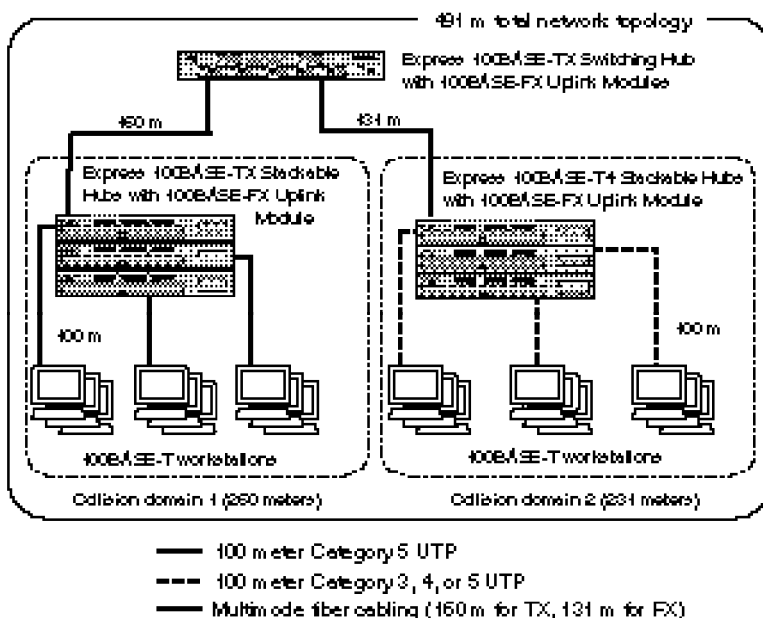 491 m total network topology
Express 100BASE-TX Switching Hub
with 100BASE-FX Uplink Modules
160 m
131 m
Express 100BASE-TX Stackable
Hubs with 100BASE-FX Uplink
Module
Express 100BASE-T4 Stackable Hubs
with 100BASE-FX Uplink Module
100 m
100 m
100BASE-T workstations
100BASE-T workstations
Collision domain 1 (260 meters)
Collision domain 2 (231 meters)
100 meter Category 5 UTP
100 meter Category 3, 4, or 5 UTP
Multimode fiber cabling (160 m for TX, 131 m for FX)